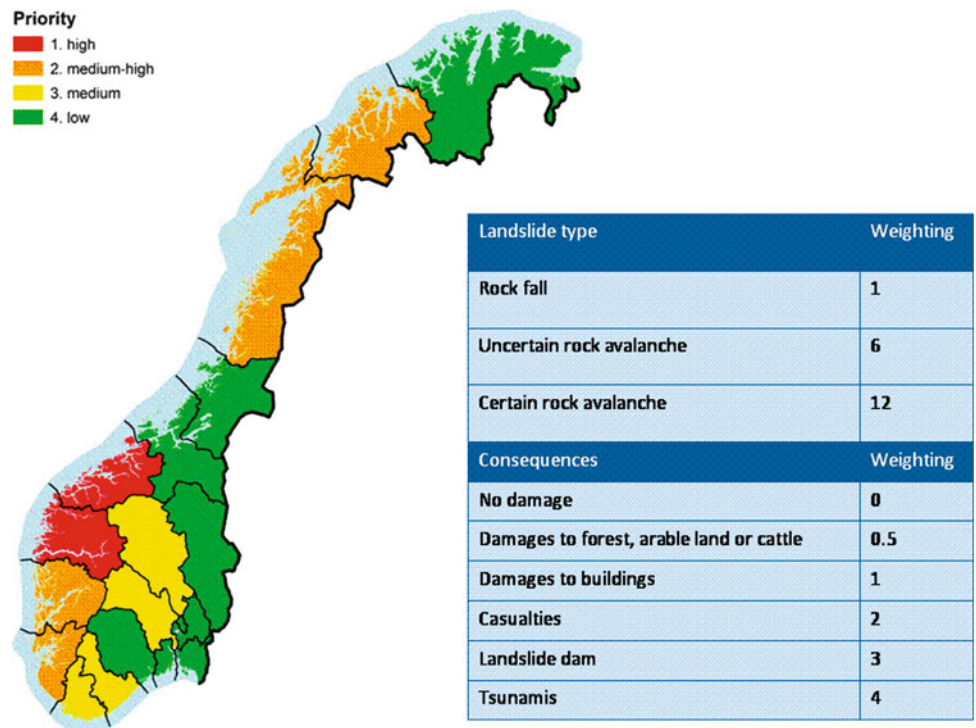 Priority
1. high
2. medium-high
3. medium
4. low
Landslide type Weighting
Rock fall 1
Uncertain rock avalanche 6
Certain rock avalanche 12
Consequences Weighting
No damage 0
Damages to forest, arable land or cattle 0.5
Damages to buildings 1
Casualties 2
Landslide dam 3
Tsunamis 4